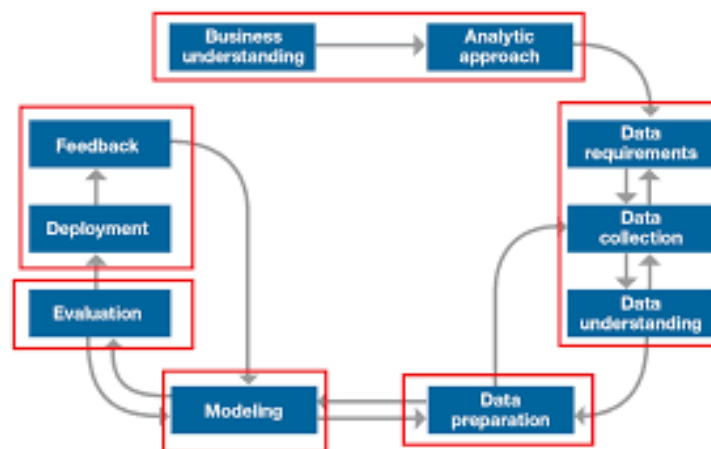 Business
understanding
Analytic
approach
Feedback
Data
requirements
Deployment
Data
collection
Evaluation
Data
understanding
Modeling
Data
preparation